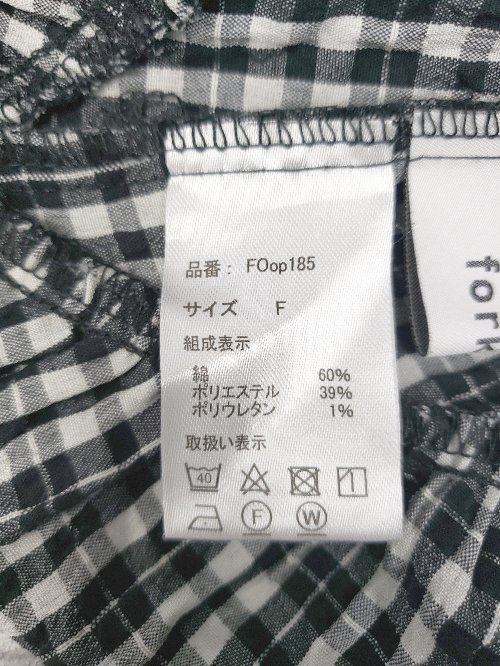 品番： FOop185
サイズ F
組成表示
綿 60%
ポリエステル 39%
ポリウレタン 1%
取扱い表示
40
F W
fork